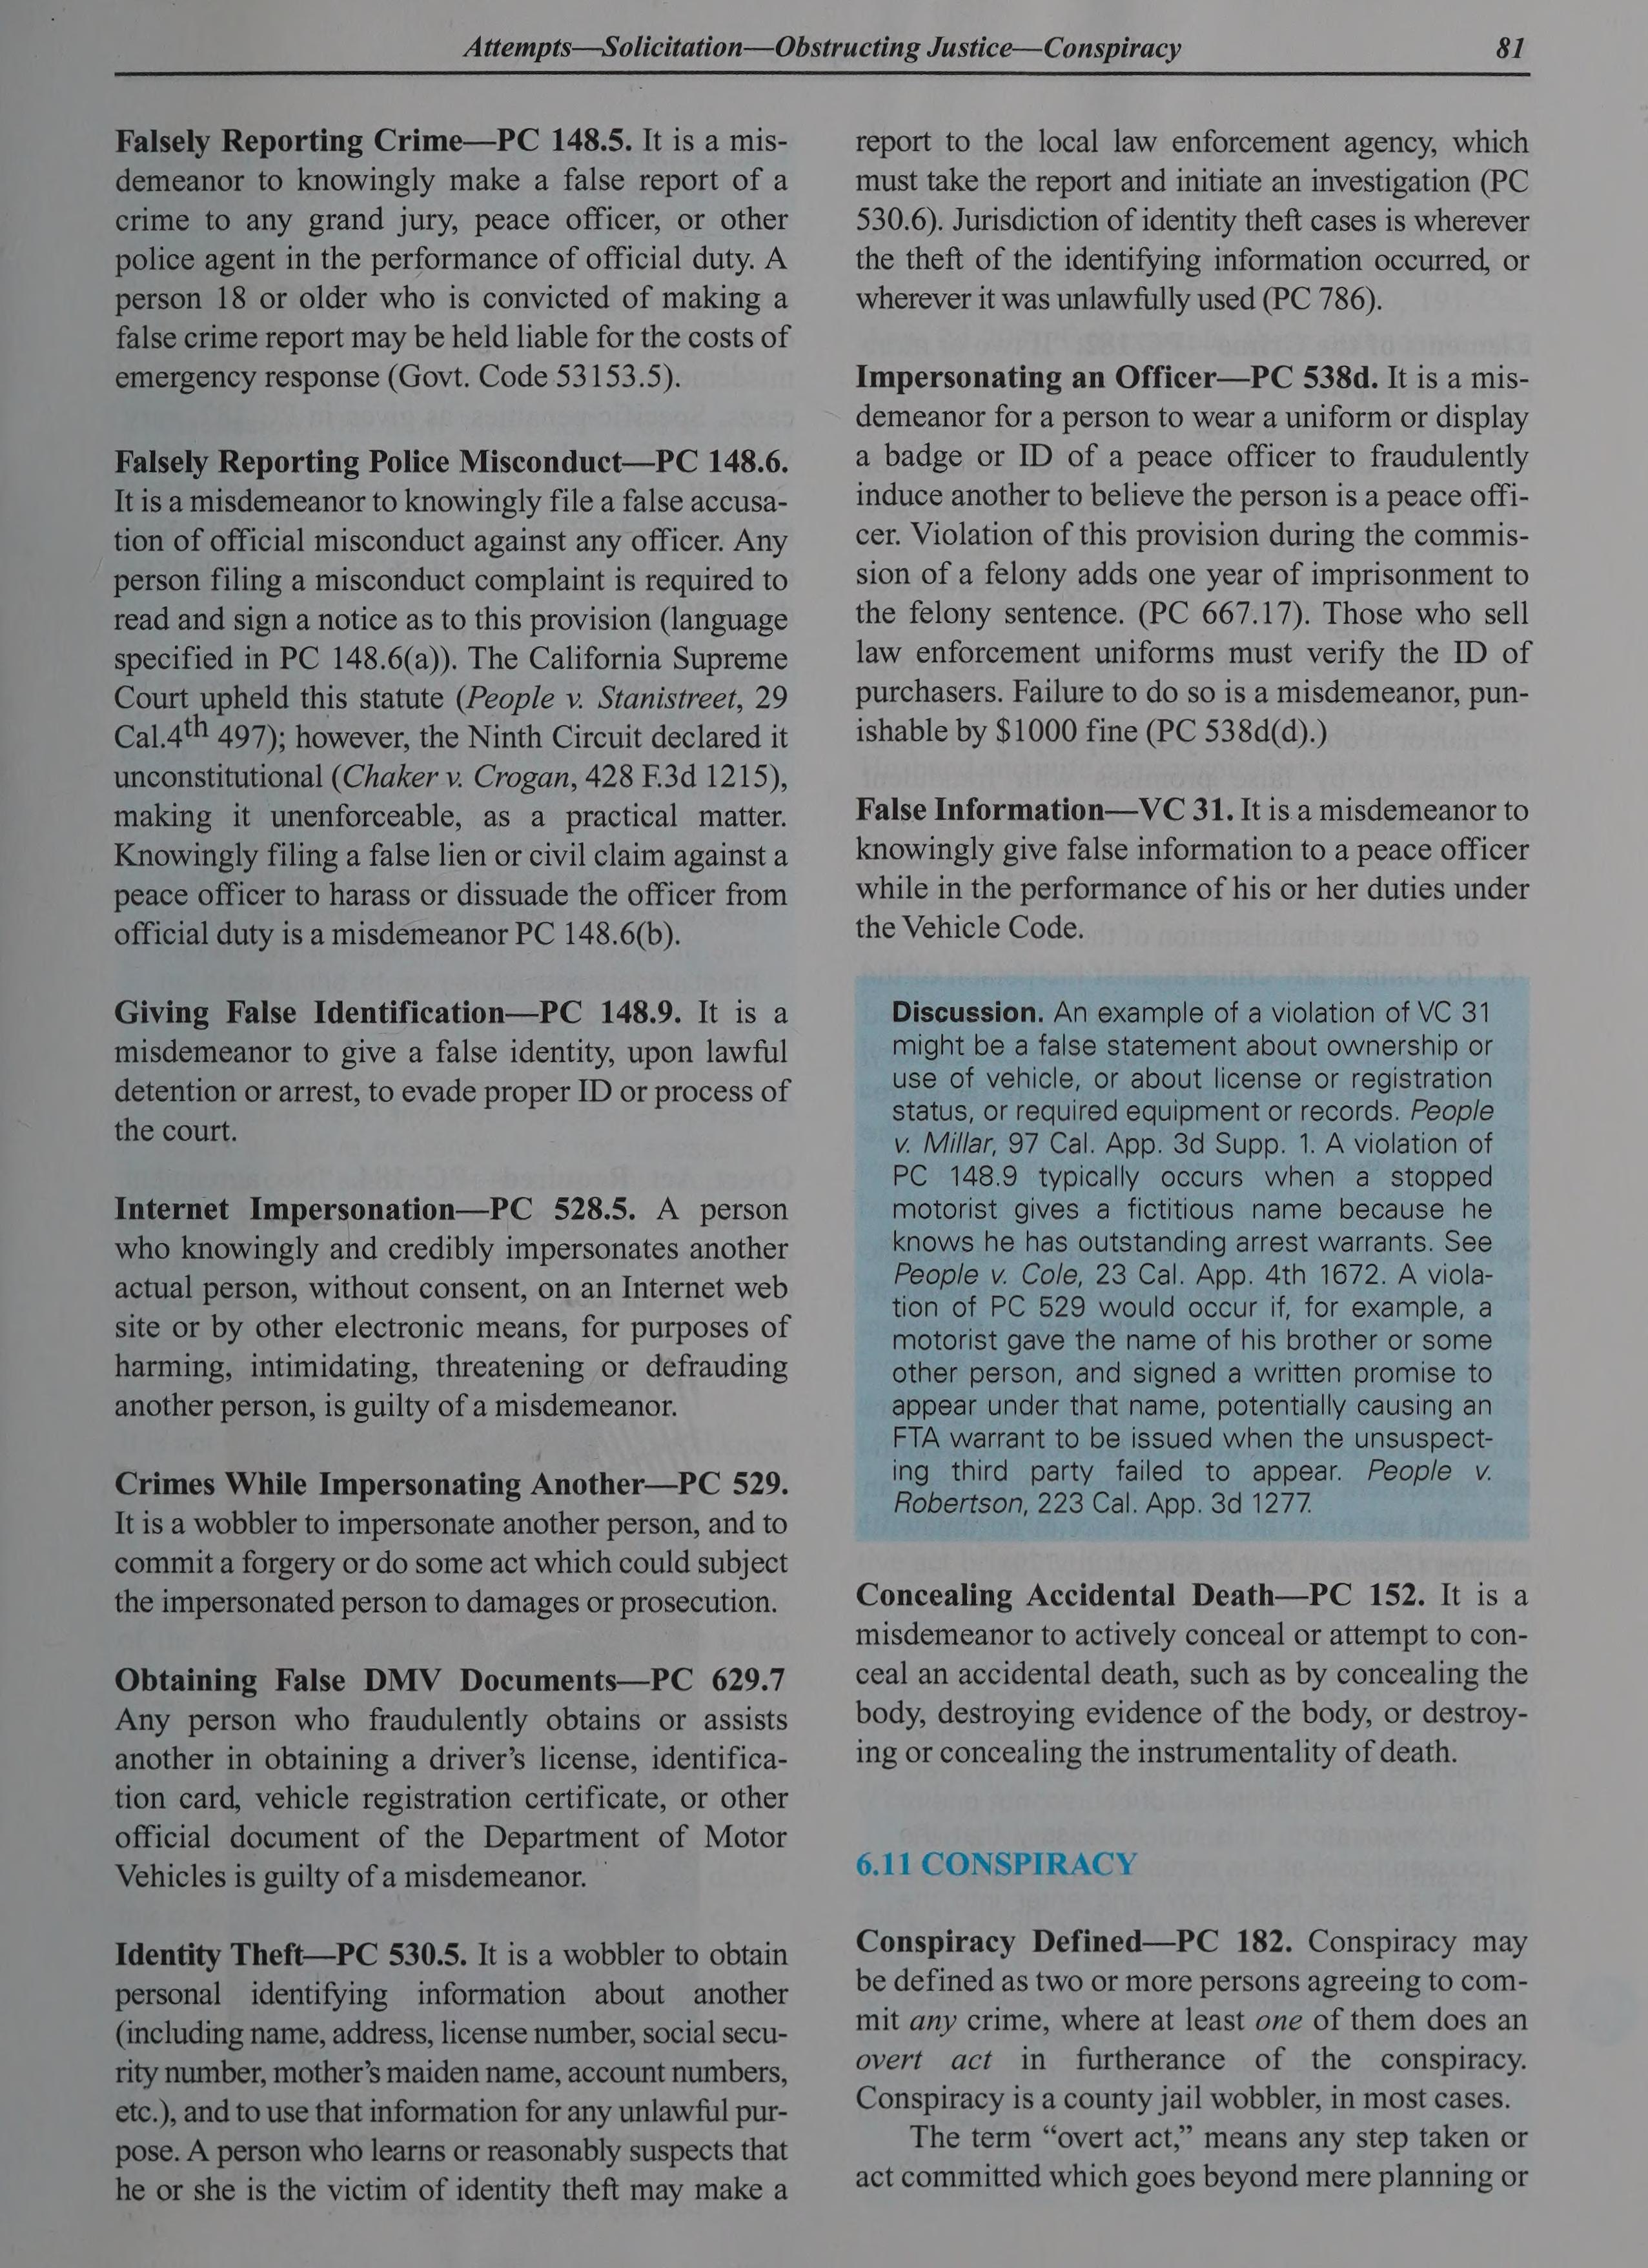 Attempts—Solicitation—Obstructing Justice—Conspiracy 81
Falsely Reporting Crime—PC 148.5. It is a mis-
demeanor to knowingly make a false report of a
crime to any grand jury, peace officer, or other
police agent in the performance of official duty. A
person 18 or older who is convicted of making a
false crime report may be held liable for the costs of
emergency response (Govt. Code 53153.5).
Falsely Reporting Police Misconduct—PC 148.6.
It is a misdemeanor to knowingly file a false accusa-
tion of official misconduct against any officer. Any
person filing a misconduct complaint is required to
read and sign a notice as to this provision (language
specified in PC 148.6(a)). The California Supreme
Court upheld this statute (People v. Stanistreet, 29
Cal.4th 497); however, the Ninth Circuit declared it
unconstitutional (Chaker v. Crogan, 428 F.3d 1215),
making it unenforceable, as a practical matter.
Knowingly filing a false lien or civil claim against a
peace officer to harass or dissuade the officer from
official duty is a misdemeanor PC 148.6(b).
Giving False Identification—PC 148.9. It is a
misdemeanor to give a false identity, upon lawful
detention or arrest, to evade proper ID or process of
the court.
Internet Impersonation—PC 528.5. A person
who knowingly and credibly impersonates another
actual person, without consent, on an Internet web
site or by other electronic means, for purposes of
harming, intimidating, threatening or defrauding
another person, is guilty of a misdemeanor.
Crimes While Impersonating Another—PC 529.
It is a wobbler to impersonate another person, and to
commit a forgery or do some act which could subject
the impersonated person to damages or prosecution.
Obtaining False DMV Documents—PC 629.7
Any person who fraudulently obtains or assists
another in obtaining a driver's license, identifica-
tion card, vehicle registration certificate, or other
official document of the Department of Motor
Vehicles is guilty of a misdemeanor.
Identity Theft—PC 530.5. It is a wobbler to obtain
personal identifying information about another
(including name, address, license number, social secu-
rity number, mother's maiden name, account numbers,
etc.), and to use that information for any unlawful pur-
pose. A person who learns or reasonably suspects that
he or she is the victim of identity theft may make a
report to the local law enforcement agency, which
must take the report and initiate an investigation (PC
530.6). Jurisdiction of identity theft cases is wherever
the theft of the identifying information occurred, or
wherever it was unlawfully used (PC 786).
Impersonating an Officer—PC 538d. It is a mis-
demeanor for a person to wear a uniform or display
a badge or ID of a peace officer to fraudulently
induce another to believe the person is a peace offi-
cer. Violation of this provision during the commis-
sion of a felony adds one year of imprisonment to
the felony sentence. (PC 667.17). Those who sell
law enforcement uniforms must verify the ID of
purchasers. Failure to do so is a misdemeanor, pun-
ishable by $1000 fine (PC 538d(d).)
False Information—VC 31. It is a misdemeanor to
knowingly give false information to a peace officer
while in the performance of his or her duties under
the Vehicle Code.
Discussion. An example of a violation of VC 31
might be a false statement about ownership or
use of vehicle, or about license or registration
status, or required equipment or records. People
v. Millar, 97 Cal. App. 3d Supp. 1. A violation of
PC 148.9 typically occurs when a stopped
motorist gives a fictitious name because he
knows he has outstanding arrest warrants. See
People v. Cole, 23 Cal. App. 4th 1672. A viola-
tion of PC 529 would occur if, for example, a
motorist gave the name of his brother or some
other person, and signed a written promise to
appear under that name, potentially causing an
FTA warrant to be issued when the unsuspect-
ing third party failed to appear. People v.
Robertson, 223 Cal. App. 3d 1277.
Concealing Accidental Death—PC 152. It is a
misdemeanor to actively conceal or attempt to con-
ceal an accidental death, such as by concealing the
body, destroying evidence of the body, or destroy-
ing or concealing the instrumentality of death.
6.11 CONSPIRACY
Conspiracy Defined—PC 182. Conspiracy may
be defined as two or more persons agreeing to com-
mit any crime, where at least one of them does an
overt act in furtherance of the conspiracy.
Conspiracy is a county jail wobbler, in most cases.
The term “overt act,” means any step taken or
act committed which goes beyond mere planning or